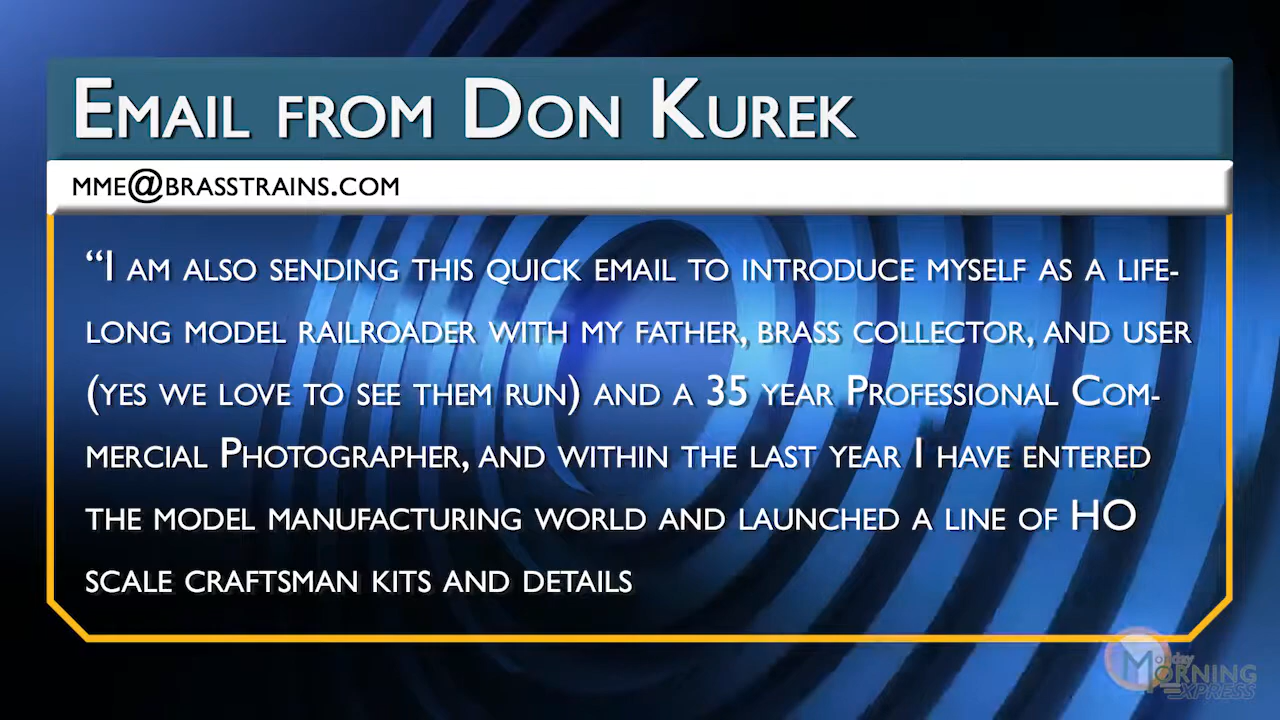 Email from Don Kurek
mme@brasstrains.com
“I am also sending this quick email to introduce myself as a life-
long model railroader with my father, brass collector, and user
(yes we love to see them run) and a 35 year Professional Com-
mercial Photographer, and within the last year I have entered
the model manufacturing world and launched a line of HO
scale craftsman kits and details
Monday
Morning
Express